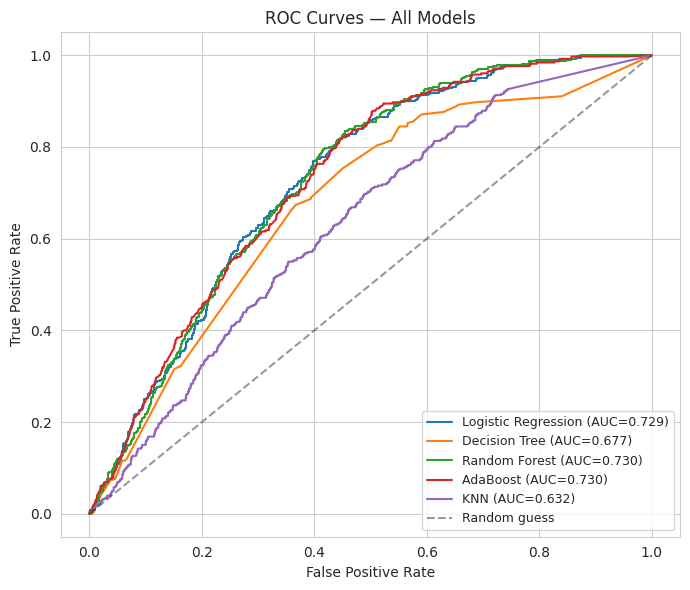 ROC Curves — All Models
1.0
0.8
0.6
0.4
0.2
0.0
True Positive Rate
Logistic Regression (AUC=0.729)
Decision Tree (AUC=0.677)
Random Forest (AUC=0.730)
AdaBoost (AUC=0.730)
KNN (AUC=0.632)
Random guess
0.0 0.2 0.4 0.6 0.8 1.0
False Positive Rate